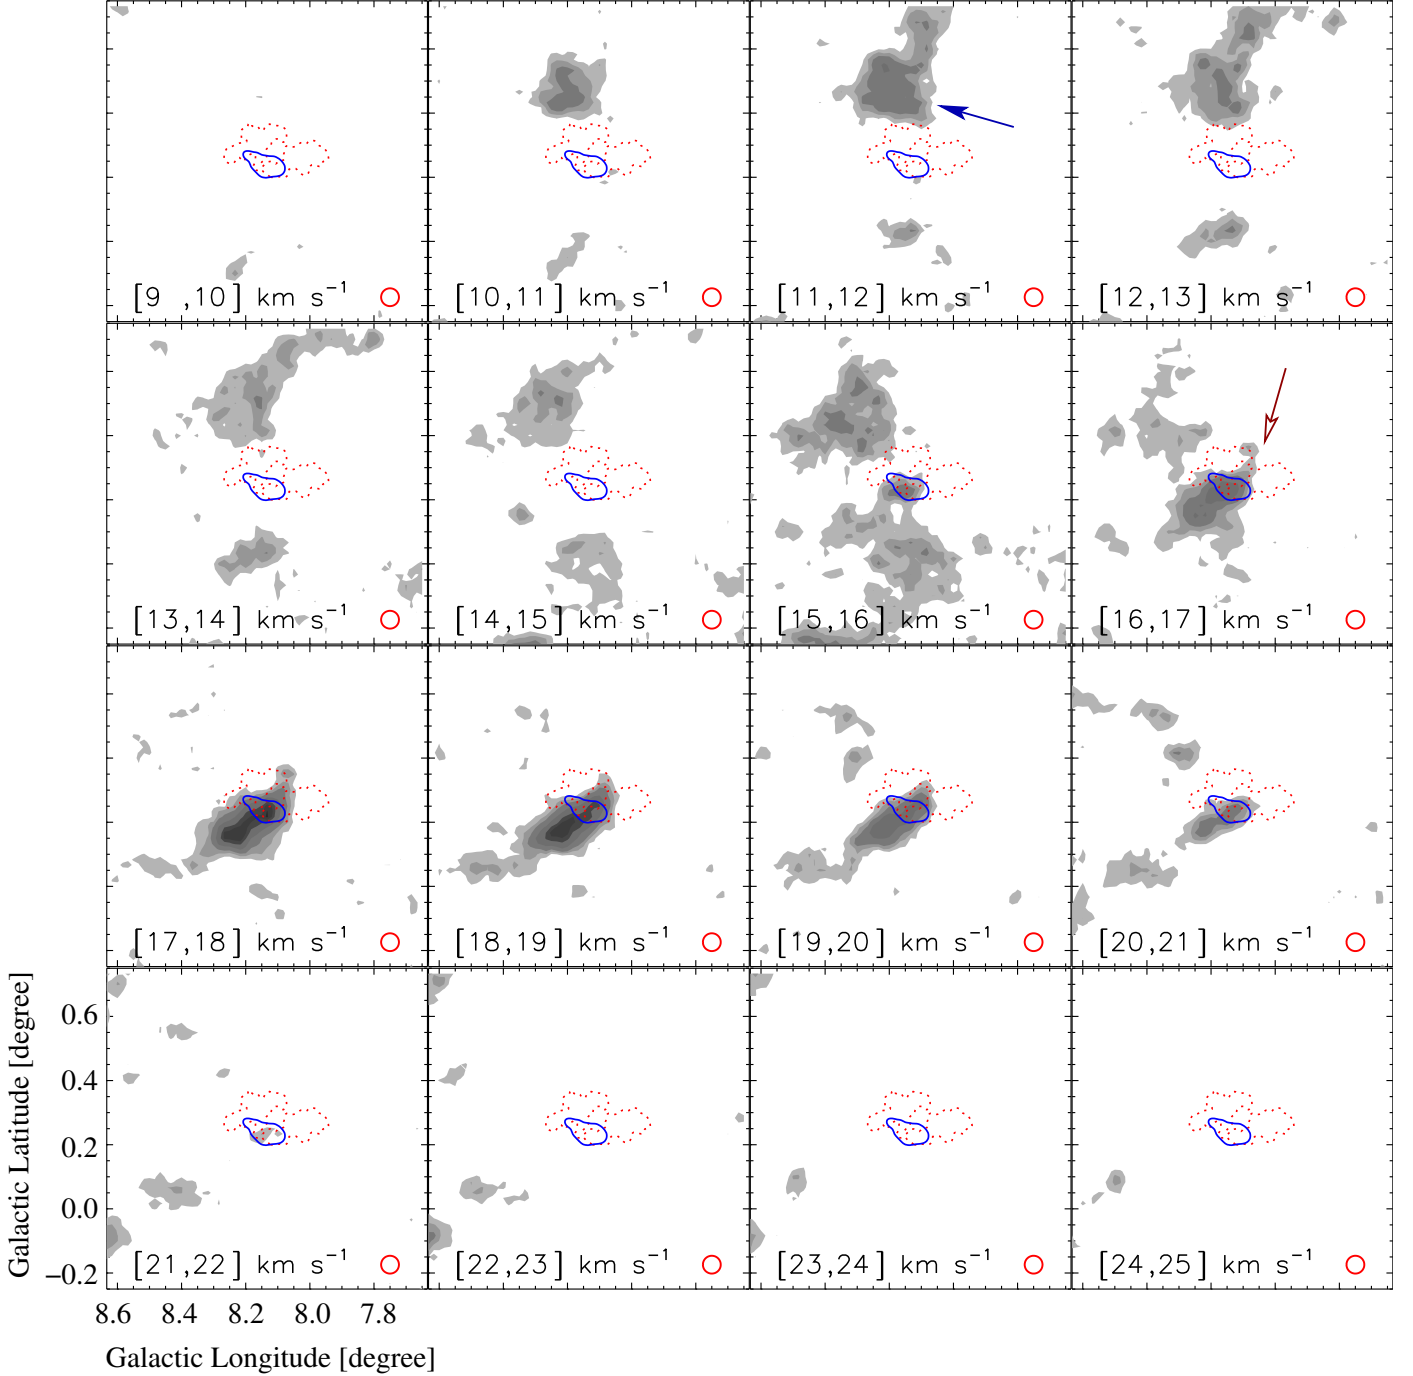 [9 ,10] km s⁻¹
[10,11] km s⁻¹
[11,12] km s⁻¹
[12,13] km s⁻¹
[13,14] km s⁻¹
[14,15] km s⁻¹
[15,16] km s⁻¹
[16,17] km s⁻¹
[17,18] km s⁻¹
[18,19] km s⁻¹
[19,20] km s⁻¹
[20,21] km s⁻¹
Galactic Latitude [degree]
0.6
0.4
0.2
0.0
−0.2
[21,22] km s⁻¹
[22,23] km s⁻¹
[23,24] km s⁻¹
[24,25] km s⁻¹
8.6 8.4 8.2 8.0 7.8
Galactic Longitude [degree]